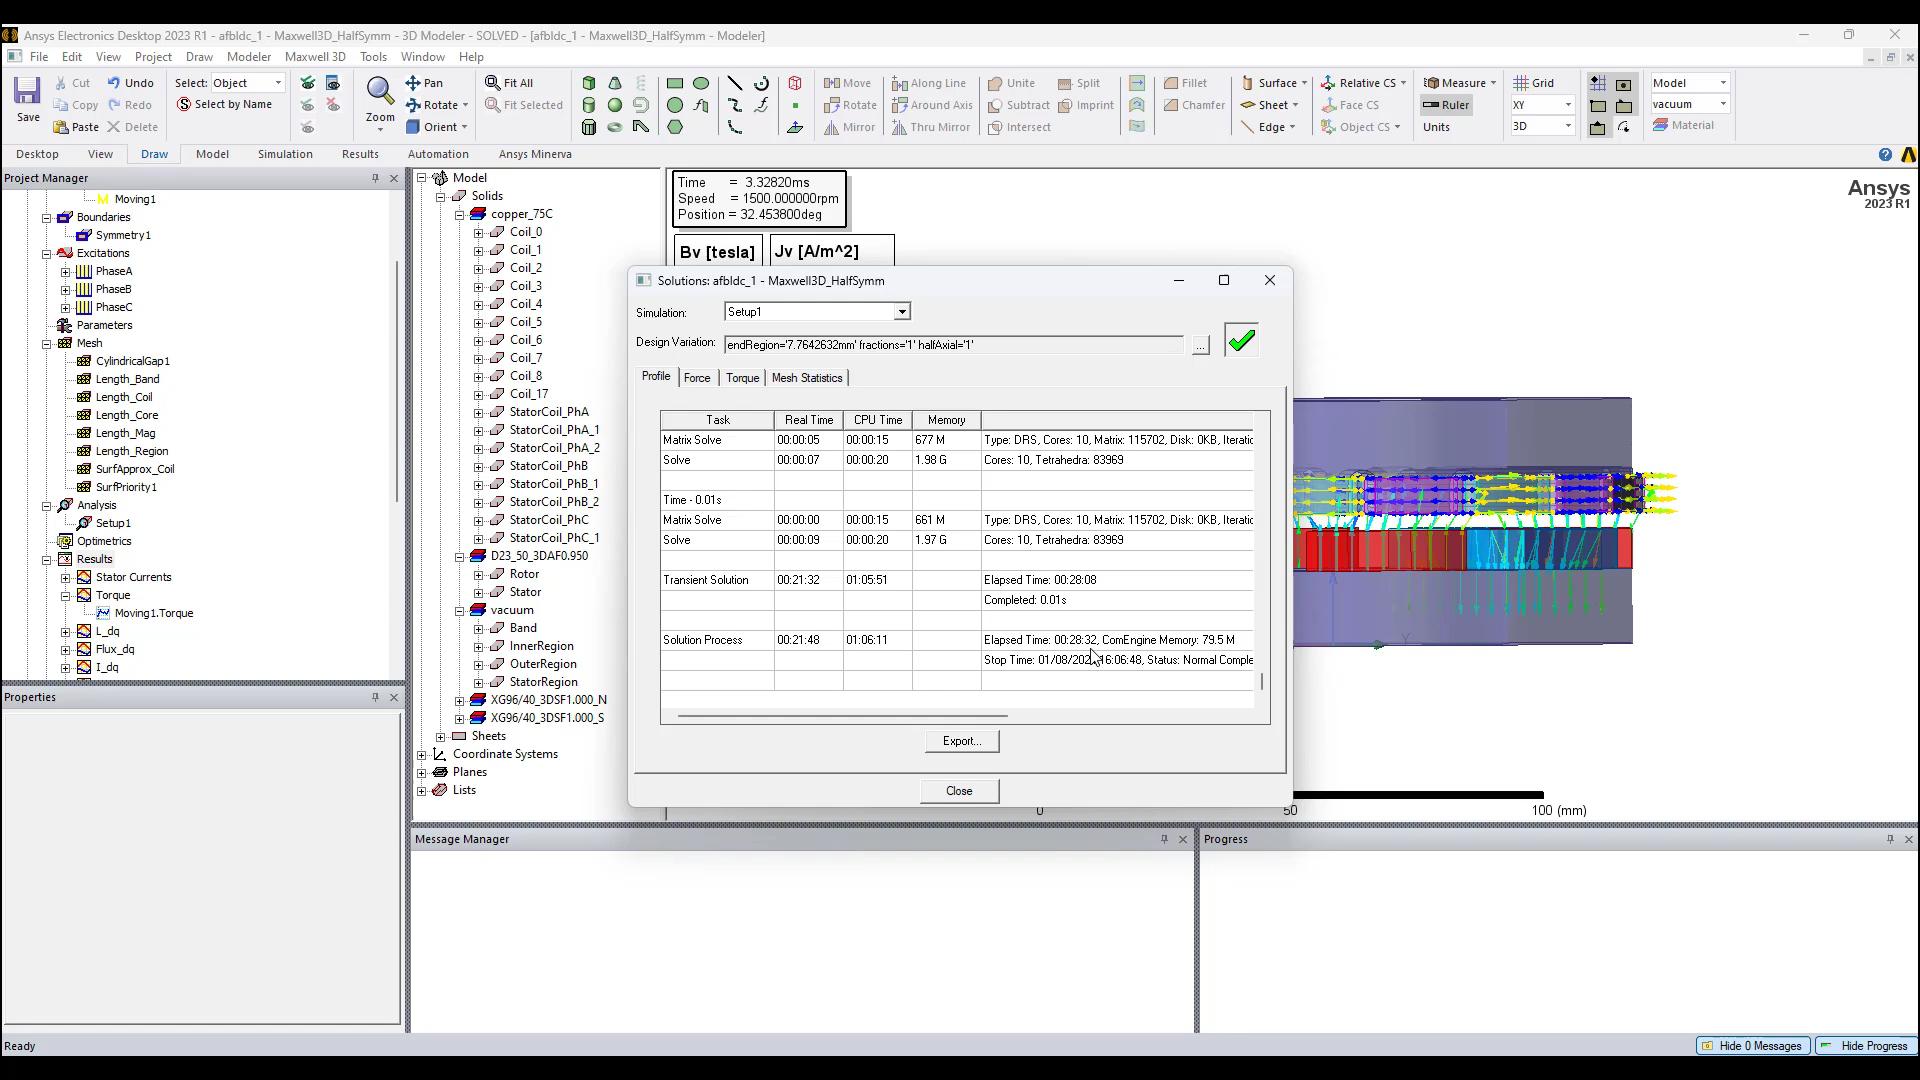 Ansys Electronics Desktop 2023 R1 - afbldc_1 - Maxwell3D_HalfSymm - 3D Modeler - SOLVED - [afbldc_1 - Maxwell3D_HalfSymm - Modeler]
File Edit View Project Draw Modeler Maxwell 3D Tools Window Help
Save
Cut Undo
Copy Redo
Paste Delete
Select: Object
Select by Name
Zoom
Pan
Rotate
Orient
Fit All
Fit Selected
Move Along Line
Rotate Around Axis
Mirror Thru Mirror
Unite Split
Subtract Imprint
Intersect
Fillet
Chamfer
Surface
Sheet
Edge
Relative CS
Face CS
Object CS
Measure
Ruler
Units
Grid
XY
3D
Model
vacuum
Material
Desktop View Draw Model Simulation Results Automation Ansys Minerva
Project Manager
Moving1
Boundaries
Symmetry1
Excitations
PhaseA
PhaseB
PhaseC
Parameters
Mesh
CylindricalGap1
Length_Band
Length_Coil
Length_Core
Length_Mag
Length_Region
SurfApprox_Coil
SurfPriority1
Analysis
Setup1
Optimetrics
Results
Stator Currents
Torque
Moving1.Torque
L_dq
Flux_dq
I_dq
Properties
Model
Solids
copper_75C
Coil_0
Coil_1
Coil_2
Coil_3
Coil_4
Coil_5
Coil_6
Coil_7
Coil_8
Coil_17
StatorCoil_PhA
StatorCoil_PhA_1
StatorCoil_PhA_2
StatorCoil_PhB
StatorCoil_PhB_1
StatorCoil_PhB_2
StatorCoil_PhC
StatorCoil_PhC_1
D23_50_3DAF0.950
Rotor
Stator
vacuum
Band
InnerRegion
OuterRegion
StatorRegion
XG96/40_3DSF1.000_N
XG96/40_3DSF1.000_S
Sheets
Coordinate Systems
Planes
Lists
Time = 3.32820ms
Speed = 1500.000000rpm
Position = 32.453800deg
Bv [tesla] Jv [A/m^2]
Ansys
2023 R1
Solutions: afbldc_1 - Maxwell3D_HalfSymm
Simulation: Setup1
Design Variation: endRegion='7.7642632mm' fractions='1' halfAxial='1'
...
Profile Force Torque Mesh Statistics
Task Real Time CPU Time Memory
Matrix Solve 00:00:05 00:00:15 677 M Type: DRS, Cores: 10, Matrix: 115702, Disk: 0KB, Iteratic
Solve 00:00:07 00:00:20 1.98 G Cores: 10, Tetrahedra: 83969
Time - 0.01s
Matrix Solve 00:00:00 00:00:15 661 M Type: DRS, Cores: 10, Matrix: 115702, Disk: 0KB, Iteratic
Solve 00:00:09 00:00:20 1.97 G Cores: 10, Tetrahedra: 83969
Transient Solution 00:21:32 01:05:51 Elapsed Time: 00:28:08
Completed: 0.01s
Solution Process 00:21:48 01:06:11 Elapsed Time: 00:28:32, ComEngine Memory: 79.5 M
Stop Time: 16:06:48, Status: Normal Comple
Export...
Close
0 50 100 (mm)
Y
Message Manager
Progress
Ready
Hide 0 Messages Hide Progress